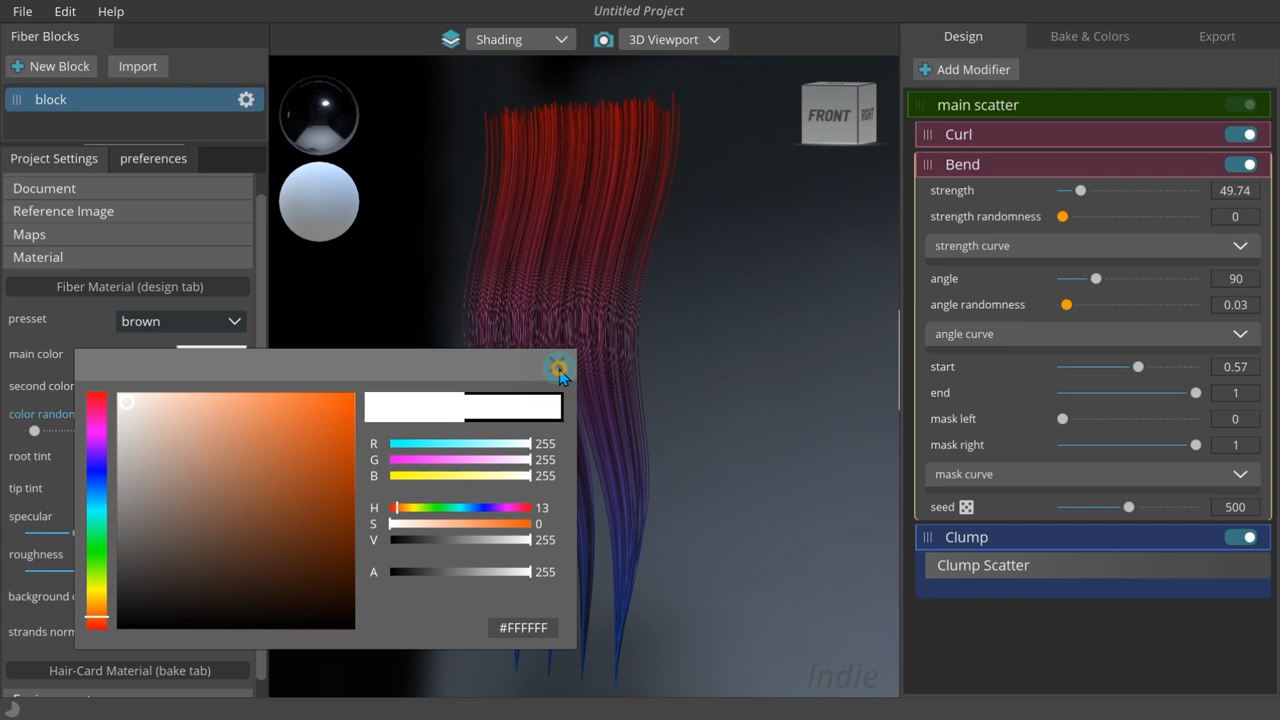 File Edit Help Untitled Project
Fiber Blocks
New Block Import
block
Project Settings preferences
Document
Reference Image
Maps
Material
Fiber Material (design tab)
presset brown
main color
second color
color random
root tint
tip tint
specular
roughness
background c
strands norm
Hair-Card Material (bake tab)
Shading 3D Viewport
FRONT RIGHT
R 255
G 255
B 255
H 13
S 0
V 255
A 255
#FFFFFF
Indie
Design Bake & Colors Export
Add Modifier
main scatter
Curl
Bend
strength 49.74
strength randomness 0
strength curve
angle 90
angle randomness 0.03
angle curve
start 0.57
end 1
mask left 0
mask right 1
mask curve
seed 500
Clump
Clump Scatter